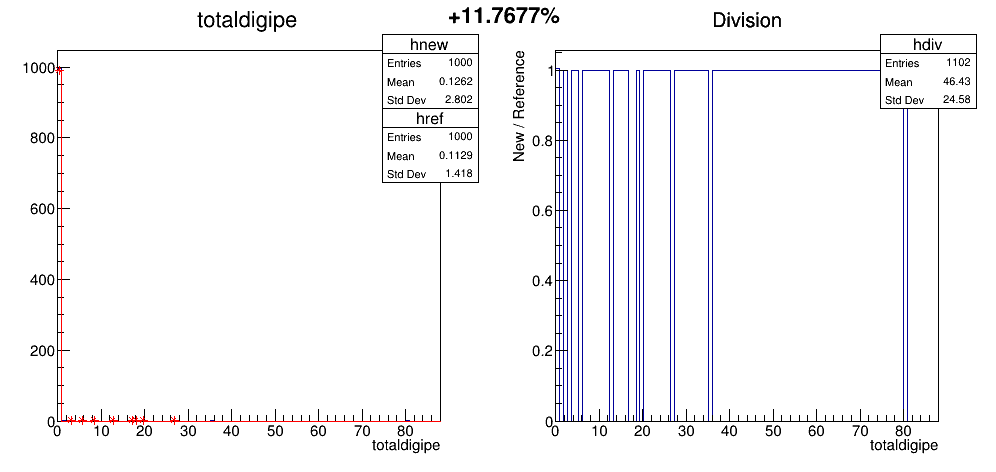 +11.7677%
totaldigipe
hnew
Entries 1000
Mean 0.1262
Std Dev 2.802
href
Entries 1000
Mean 0.1129
Std Dev 1.418
1000
800
600
400
200
0
0 10 20 30 40 50 60 70 80
totaldigipe
Division
hdiv
Entries 1102
Mean 46.43
Std Dev 24.58
New / Reference
1
0.8
0.6
0.4
0.2
0
0 10 20 30 40 50 60 70 80
totaldigipe